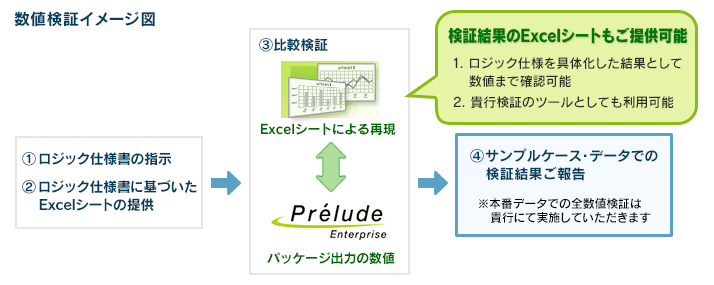 数値検証イメージ図
① ロジック仕様書の指示
② ロジック仕様書に基づいた
Excelシートの提供
③比較検証
sheet1
sheet1
Excelシートによる再現
Prélude
Enterprise
パッケージ出力の数値
検証結果のExcelシートもご提供可能
1. ロジック仕様を具体化した結果として
数値まで確認可能
2. 貴行検証のツールとしても利用可能
④サンプルケース・データでの
検証結果ご報告
※本番データでの全数値検証は
貴行にて実施していただきます